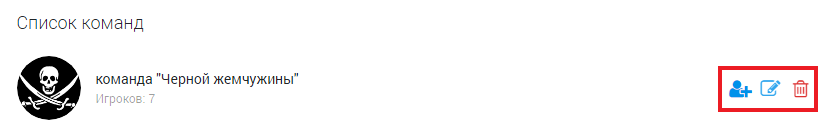 Список команд
команда "Черной жемчужины"
Игроков: 7